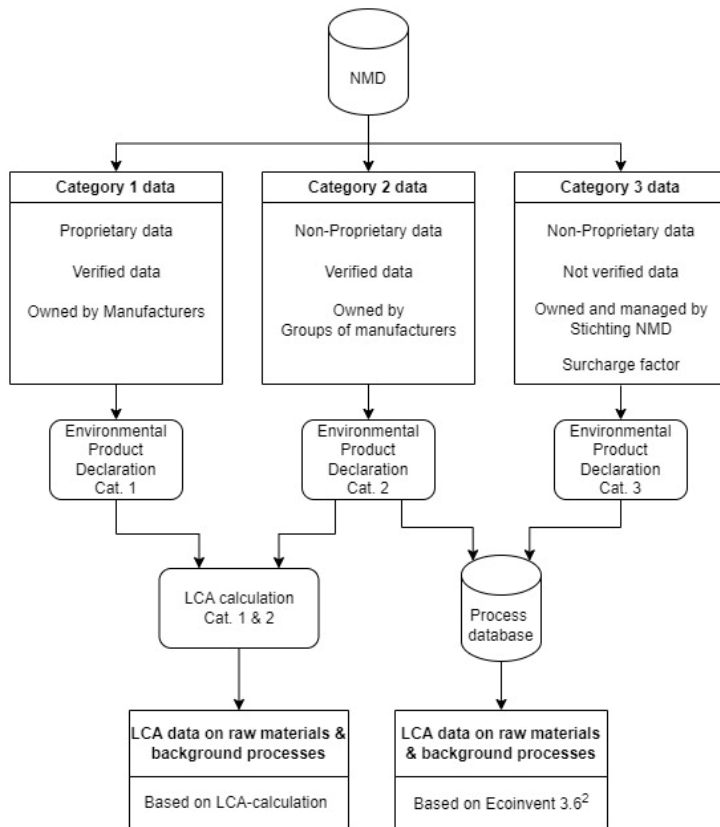 NMD
Category 1 data
Proprietary data
Verified data
Owned by Manufacturers
Category 2 data
Non-Proprietary data
Verified data
Owned by
Groups of manufacturers
Category 3 data
Non-Proprietary data
Not verified data
Owned and managed by
Stichting NMD
Surcharge factor
Environmental
Product
Declaration
Cat. 1
Environmental
Product
Declaration
Cat. 2
Environmental
Product
Declaration
Cat. 3
LCA calculation
Cat. 1 & 2
Process
database
LCA data on raw materials &
background processes
Based on LCA-calculation
LCA data on raw materials
& background processes
Based on Ecoinvent 3.6²